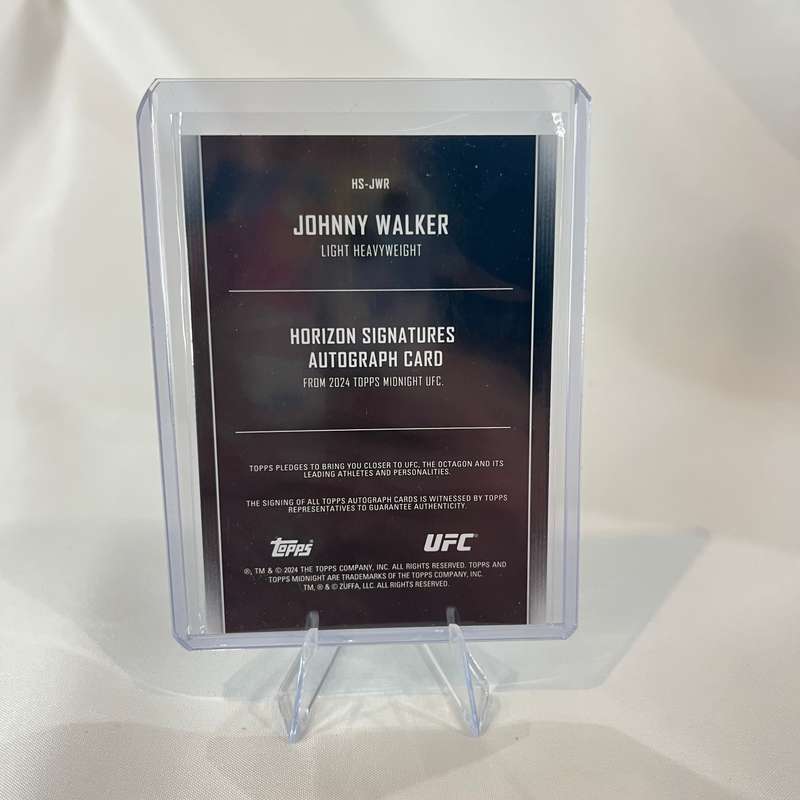 HS-JWR
JOHNNY WALKER
LIGHT HEAVYWEIGHT
HORIZON SIGNATURES
AUTOGRAPH CARD
FROM 2024 TOPPS MIDNIGHT UFC.
TOPPS PLEDGES TO BRING YOU CLOSER TO UFC, THE OCTAGON AND ITS
LEADING ATHLETES AND PERSONALITIES.
THE SIGNING OF ALL TOPPS AUTOGRAPH CARDS IS WITNESSED BY TOPPS
REPRESENTATIVES TO GUARANTEE AUTHENTICITY.
Topps® UFC®
®, TM & © 2024 THE TOPPS COMPANY, INC. ALL RIGHTS RESERVED. TOPPS AND
TOPPS MIDNIGHT ARE TRADEMARKS OF THE TOPPS COMPANY, INC.
TM, ® & © ZUFFA, LLC. ALL RIGHTS RESERVED.